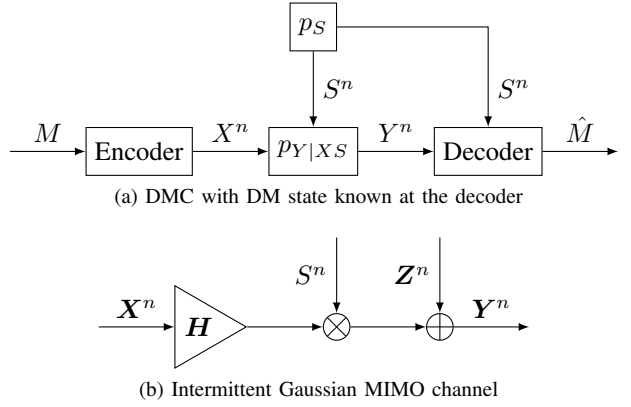 p_S
S^n S^n
M Encoder X^n p_{Y|XS} Y^n Decoder \hat{M}
(a) DMC with DM state known at the decoder
S^n Z^n
X^n H Y^n
(b) Intermittent Gaussian MIMO channel